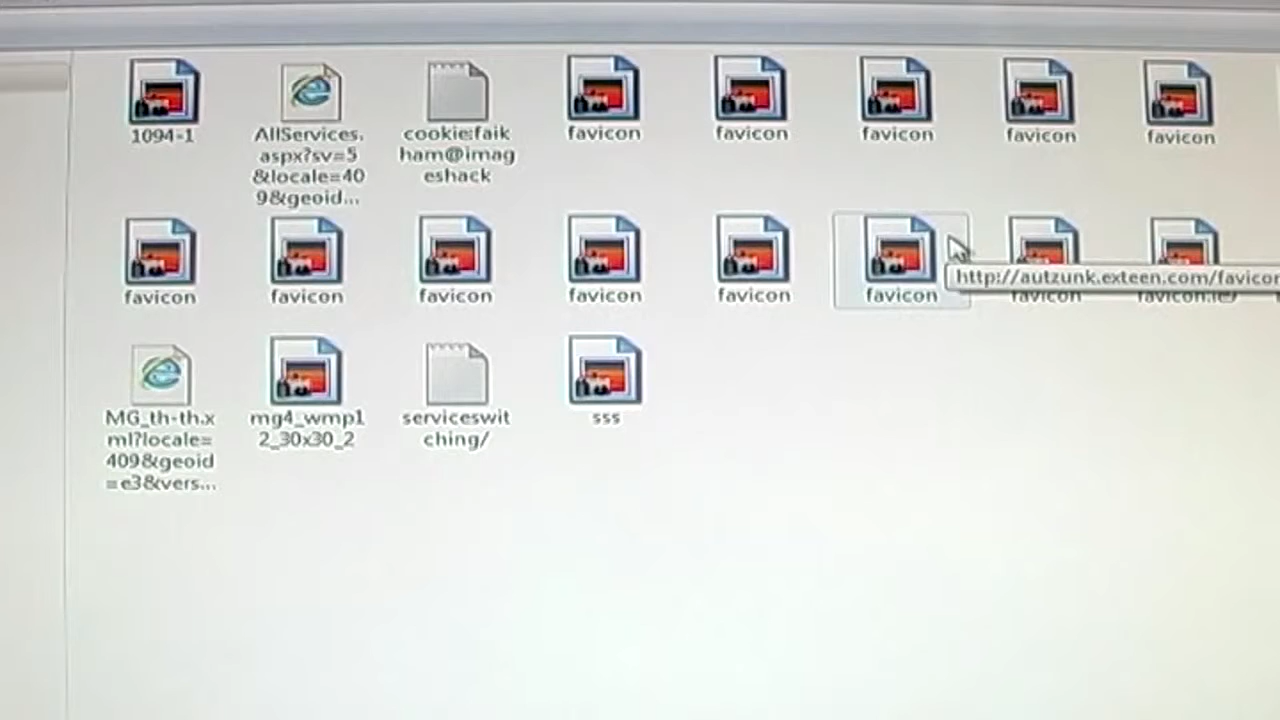 1094-1
AllServices.
aspx?sv=5
&locale=40
9&geoid...
cookie:faik
ham@imag
eshack
favicon
favicon
favicon
favicon
favicon
favicon
favicon
favicon
favicon
favicon
favicon
favicon
http://autzunk.exteen.com/favicon
MG_th-th.x
ml?locale=
409&geoid
=e3&vers...
mg4_wmp1
2_30x30_2
serviceswit
ching/
sss